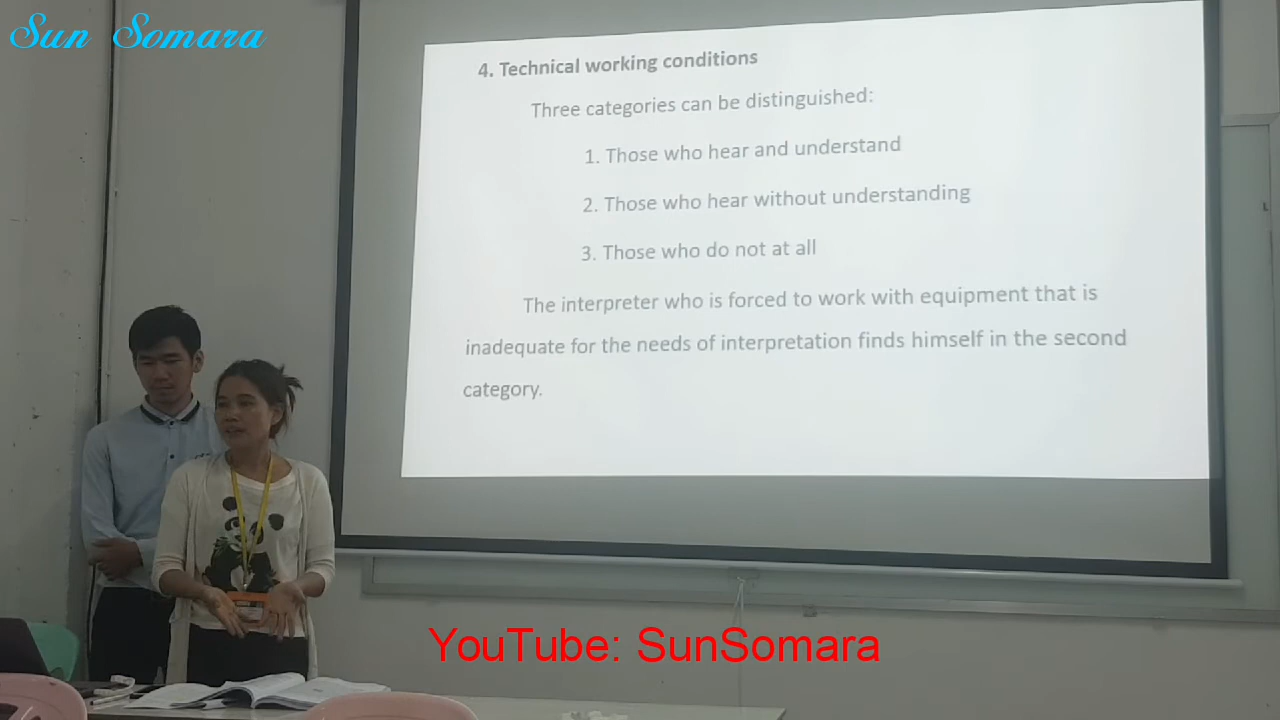 Sun Somara
4. Technical working conditions
Three categories can be distinguished:
1. Those who hear and understand
2. Those who hear without understanding
3. Those who do not at all
The interpreter who is forced to work with equipment that is
inadequate for the needs of interpretation finds himself in the second
category.
YouTube: SunSomara